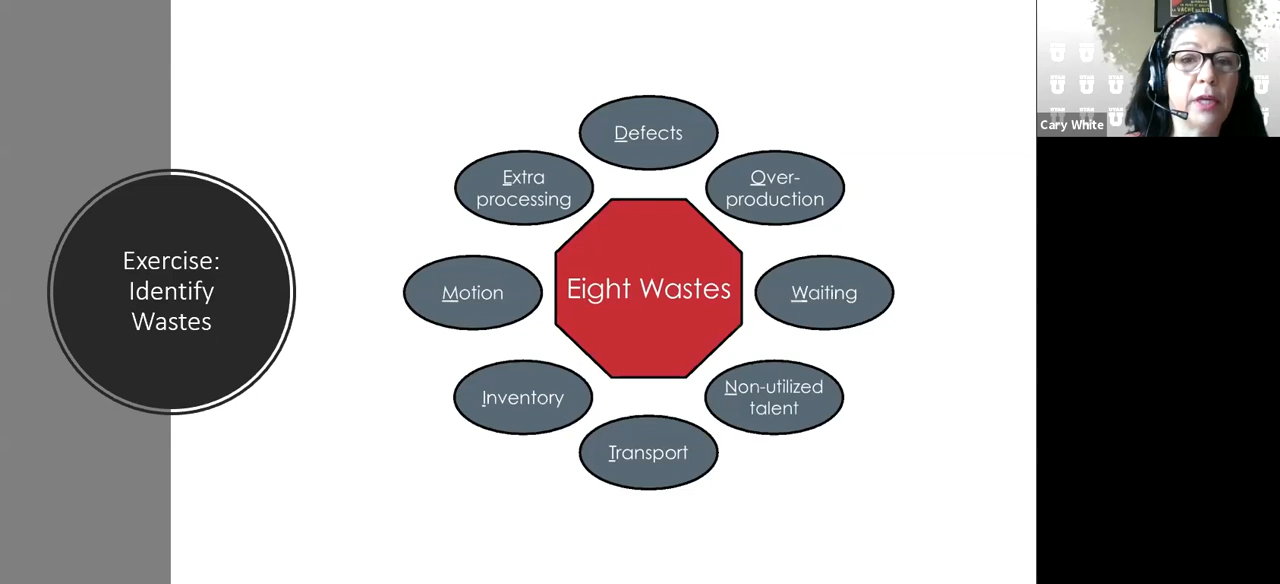 Exercise:
Identify
Wastes
Defects
Extra
processing
Over-
production
Motion
Eight Wastes
Waiting
Inventory
Non-utilized
talent
Transport
VACHE
Cary White